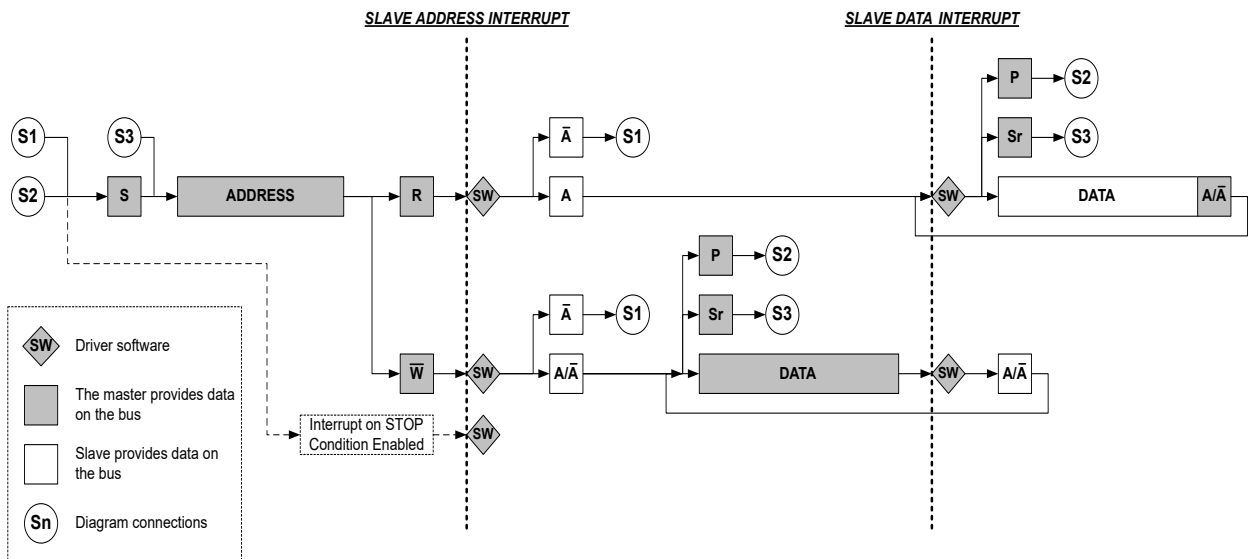 SLAVE ADDRESS INTERRUPT
SLAVE DATA INTERRUPT
P
S2
S1
S3
A̅
S1
Sr
S3
S2
S
ADDRESS
R
SW
A
SW
DATA
A/A̅
P
S2
A̅
S1
Sr
S3
W̅
SW
A/A̅
DATA
SW
A/A̅
Interrupt on STOP
Condition Enabled
SW
SW
Driver software
The master provides data
on the bus
Slave provides data on
the bus
Sn
Diagram connections